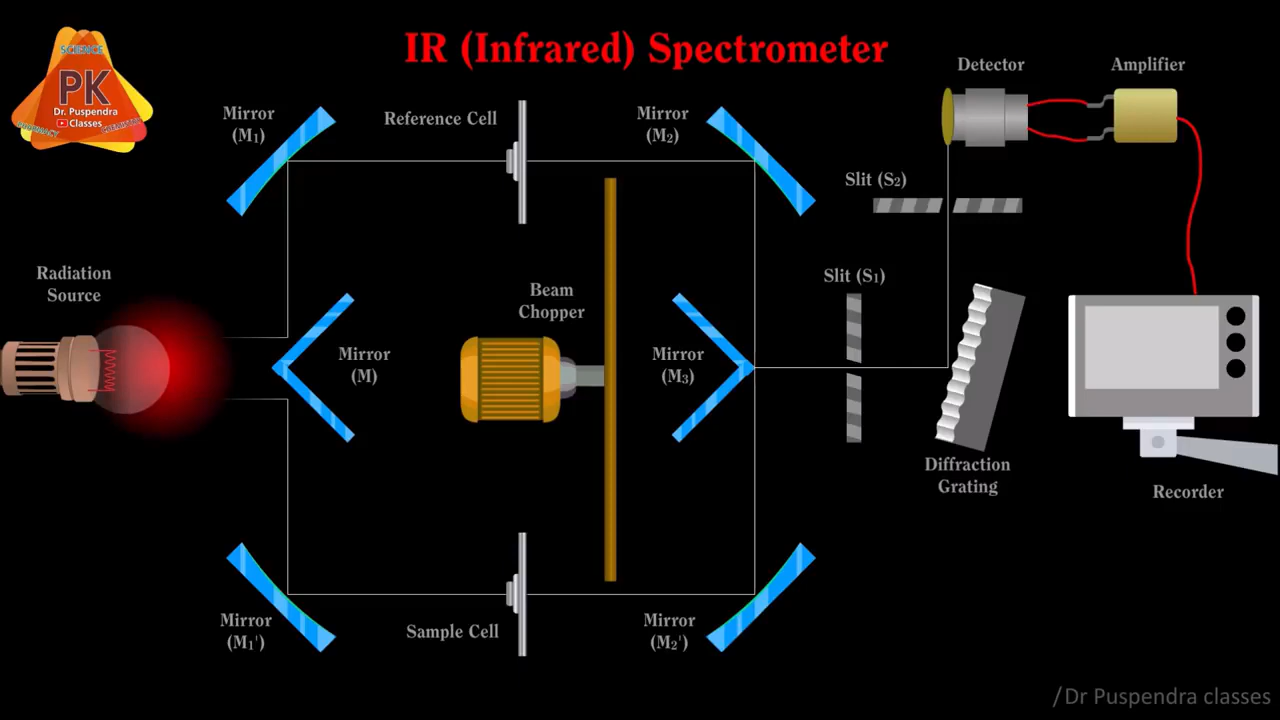 IR (Infrared) Spectrometer
SCIENCE
PK
Dr. Puspendra
Classes
PHARMACY
CHEMISTRY
Mirror
(M1)
Reference Cell
Mirror
(M2)
Detector
Amplifier
Slit (S2)
Radiation
Source
Beam
Chopper
Slit (S1)
Mirror
(M)
Mirror
(M3)
Diffraction
Grating
Recorder
Mirror
(M1')
Sample Cell
Mirror
(M2')
/Dr Puspendra classes